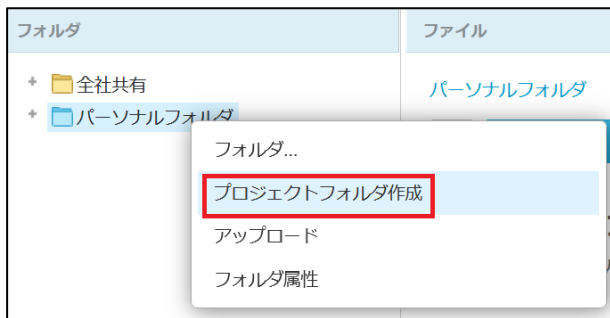 フォルダ
ファイル
全社共有
パーソナルフォルダ
パーソナルフォルダ
フォルダ...
プロジェクトフォルダ作成
アップロード
フォルダ属性